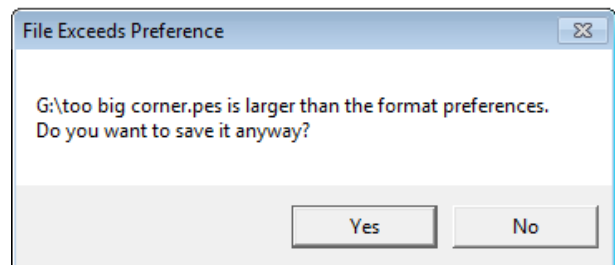 File Exceeds Preference
G:\too big corner.pes is larger than the format preferences.
Do you want to save it anyway?
Yes
No